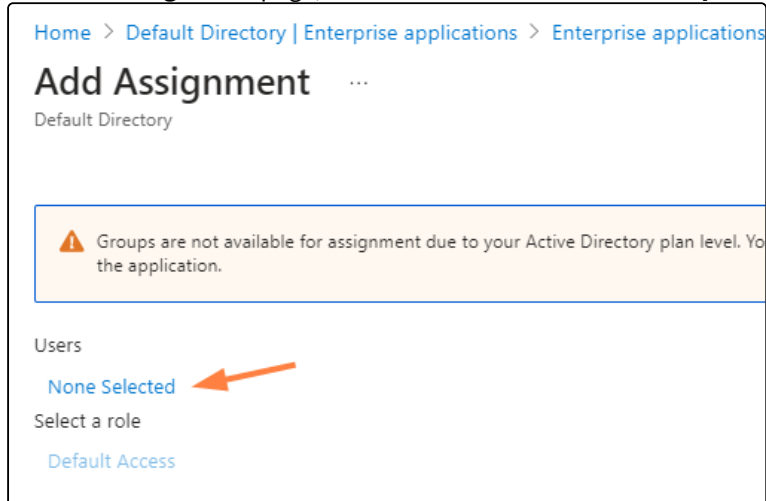 Home > Default Directory | Enterprise applications > Enterprise applications
Add Assignment ...
Default Directory
Groups are not available for assignment due to your Active Directory plan level. Yo
the application.
Users
None Selected
Select a role
Default Access